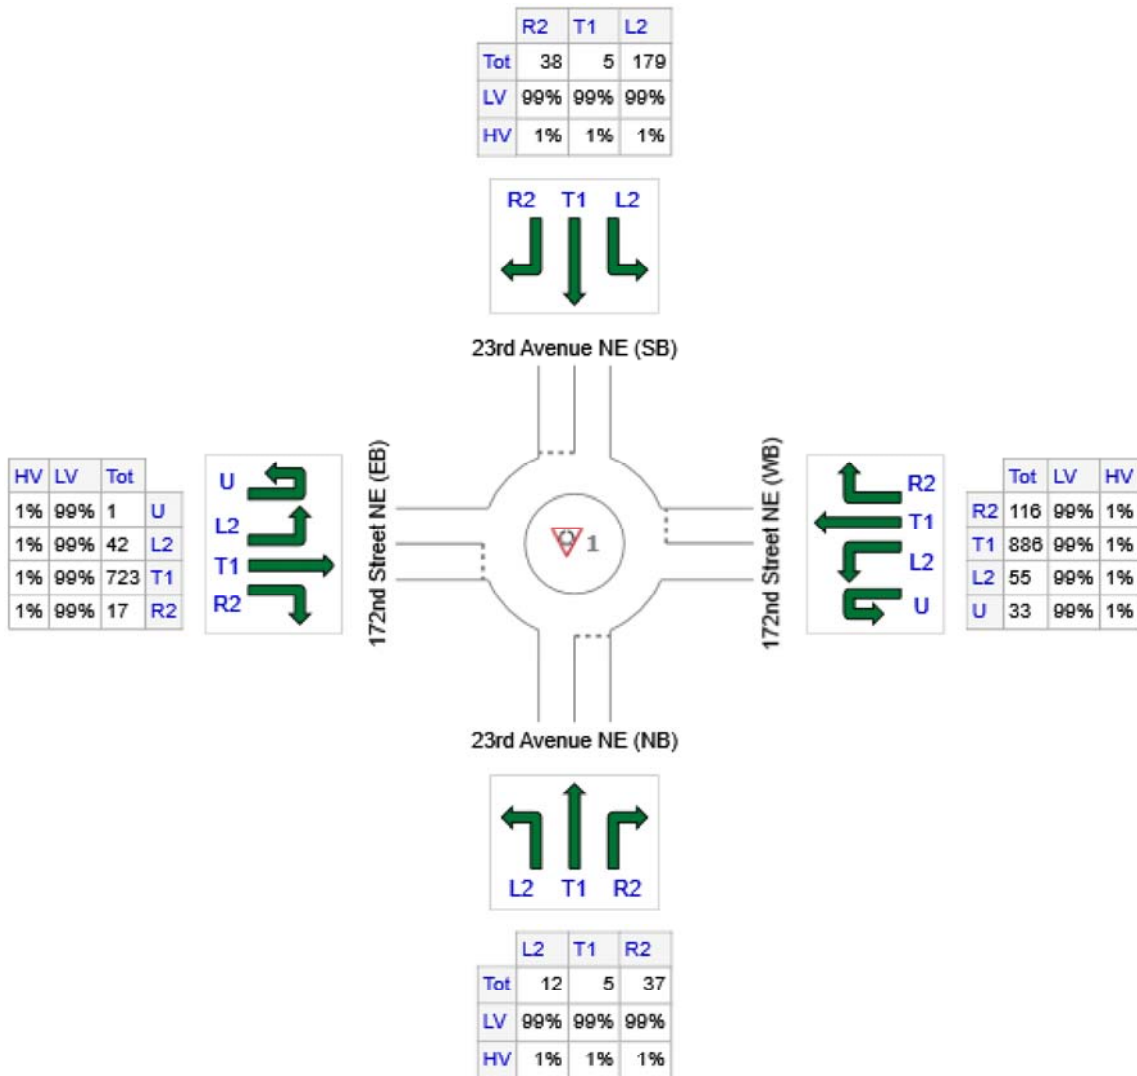 R2 T1 L2
Tot 38 5 179
LV 99% 99% 99%
HV 1% 1% 1%
R2 T1 L2
23rd Avenue NE (SB)
HV LV Tot
1% 99% 1 U
1% 99% 42 L2
1% 99% 723 T1
1% 99% 17 R2
U
L2
T1
R2
172nd Street NE (EB)
1
172nd Street NE (WB)
R2
T1
L2
U
Tot LV HV
R2 116 99% 1%
T1 886 99% 1%
L2 55 99% 1%
U 33 99% 1%
23rd Avenue NE (NB)
L2 T1 R2
L2 T1 R2
Tot 12 5 37
LV 99% 99% 99%
HV 1% 1% 1%